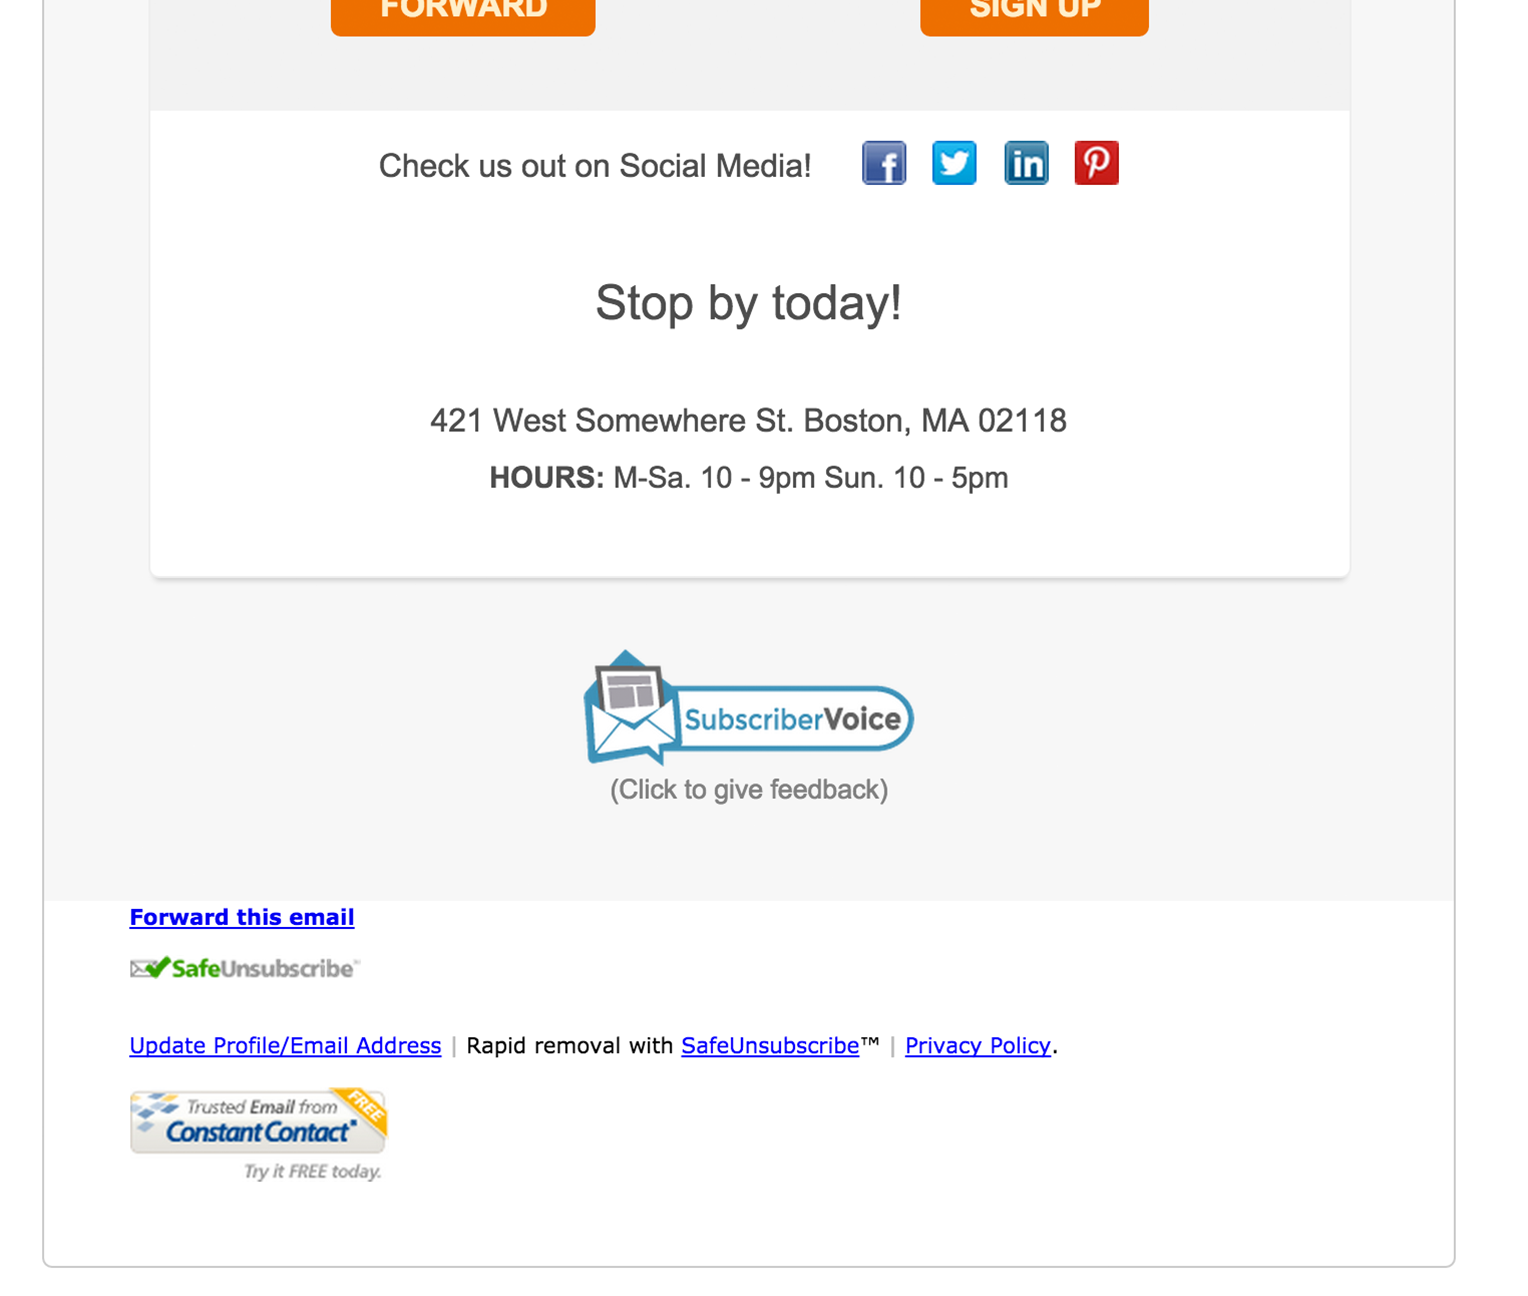 FORWARD SIGN UP
Check us out on Social Media! f in P
Stop by today!
421 West Somewhere St. Boston, MA 02118
HOURS: M-Sa. 10 - 9pm Sun. 10 - 5pm
SubscriberVoice
(Click to give feedback)
Forward this email
SafeUnsubscribe™
Update Profile/Email Address | Rapid removal with SafeUnsubscribe™ | Privacy Policy.
Trusted Email from FREE
Constant Contact®
Try it FREE today.